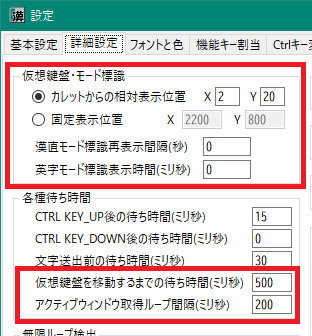 漢 設定
基本設定 詳細設定 フォントと色 機能キー割当 Ctrlキー
仮想鍵盤・モード標識
カレットからの相対表示位置 X 2 Y 20
固定表示位置 X 2200 Y 800
漢直モード標識再表示間隔(秒) 0
英字モード標識表示時間(ミリ秒) 0
各種待ち時間
CTRL KEY_UP後の待ち時間(ミリ秒) 15
CTRL KEY_DOWN後の待ち時間(ミリ秒) 0
文字送出前の待ち時間(ミリ秒) 30
仮想鍵盤を移動するまでの待ち時間(ミリ秒) 500
アクティブウィンドウ取得ループ間隔(ミリ秒) 200
無限ループ検出